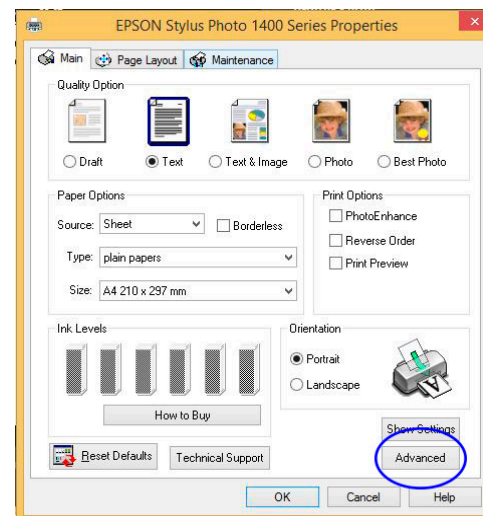 EPSON Stylus Photo 1400 Series Properties
Main Page Layout Maintenance
Quality Option
Draft Text Text & Image Photo Best Photo
Paper Options
Source: Sheet Borderless
Type: plain papers
Size: A4 210 x 297 mm
Print Options
PhotoEnhance
Reverse Order
Print Preview
Ink Levels
How to Buy
Orientation
Portrait
Landscape
Show Settings
Reset Defaults Technical Support Advanced
OK Cancel Help